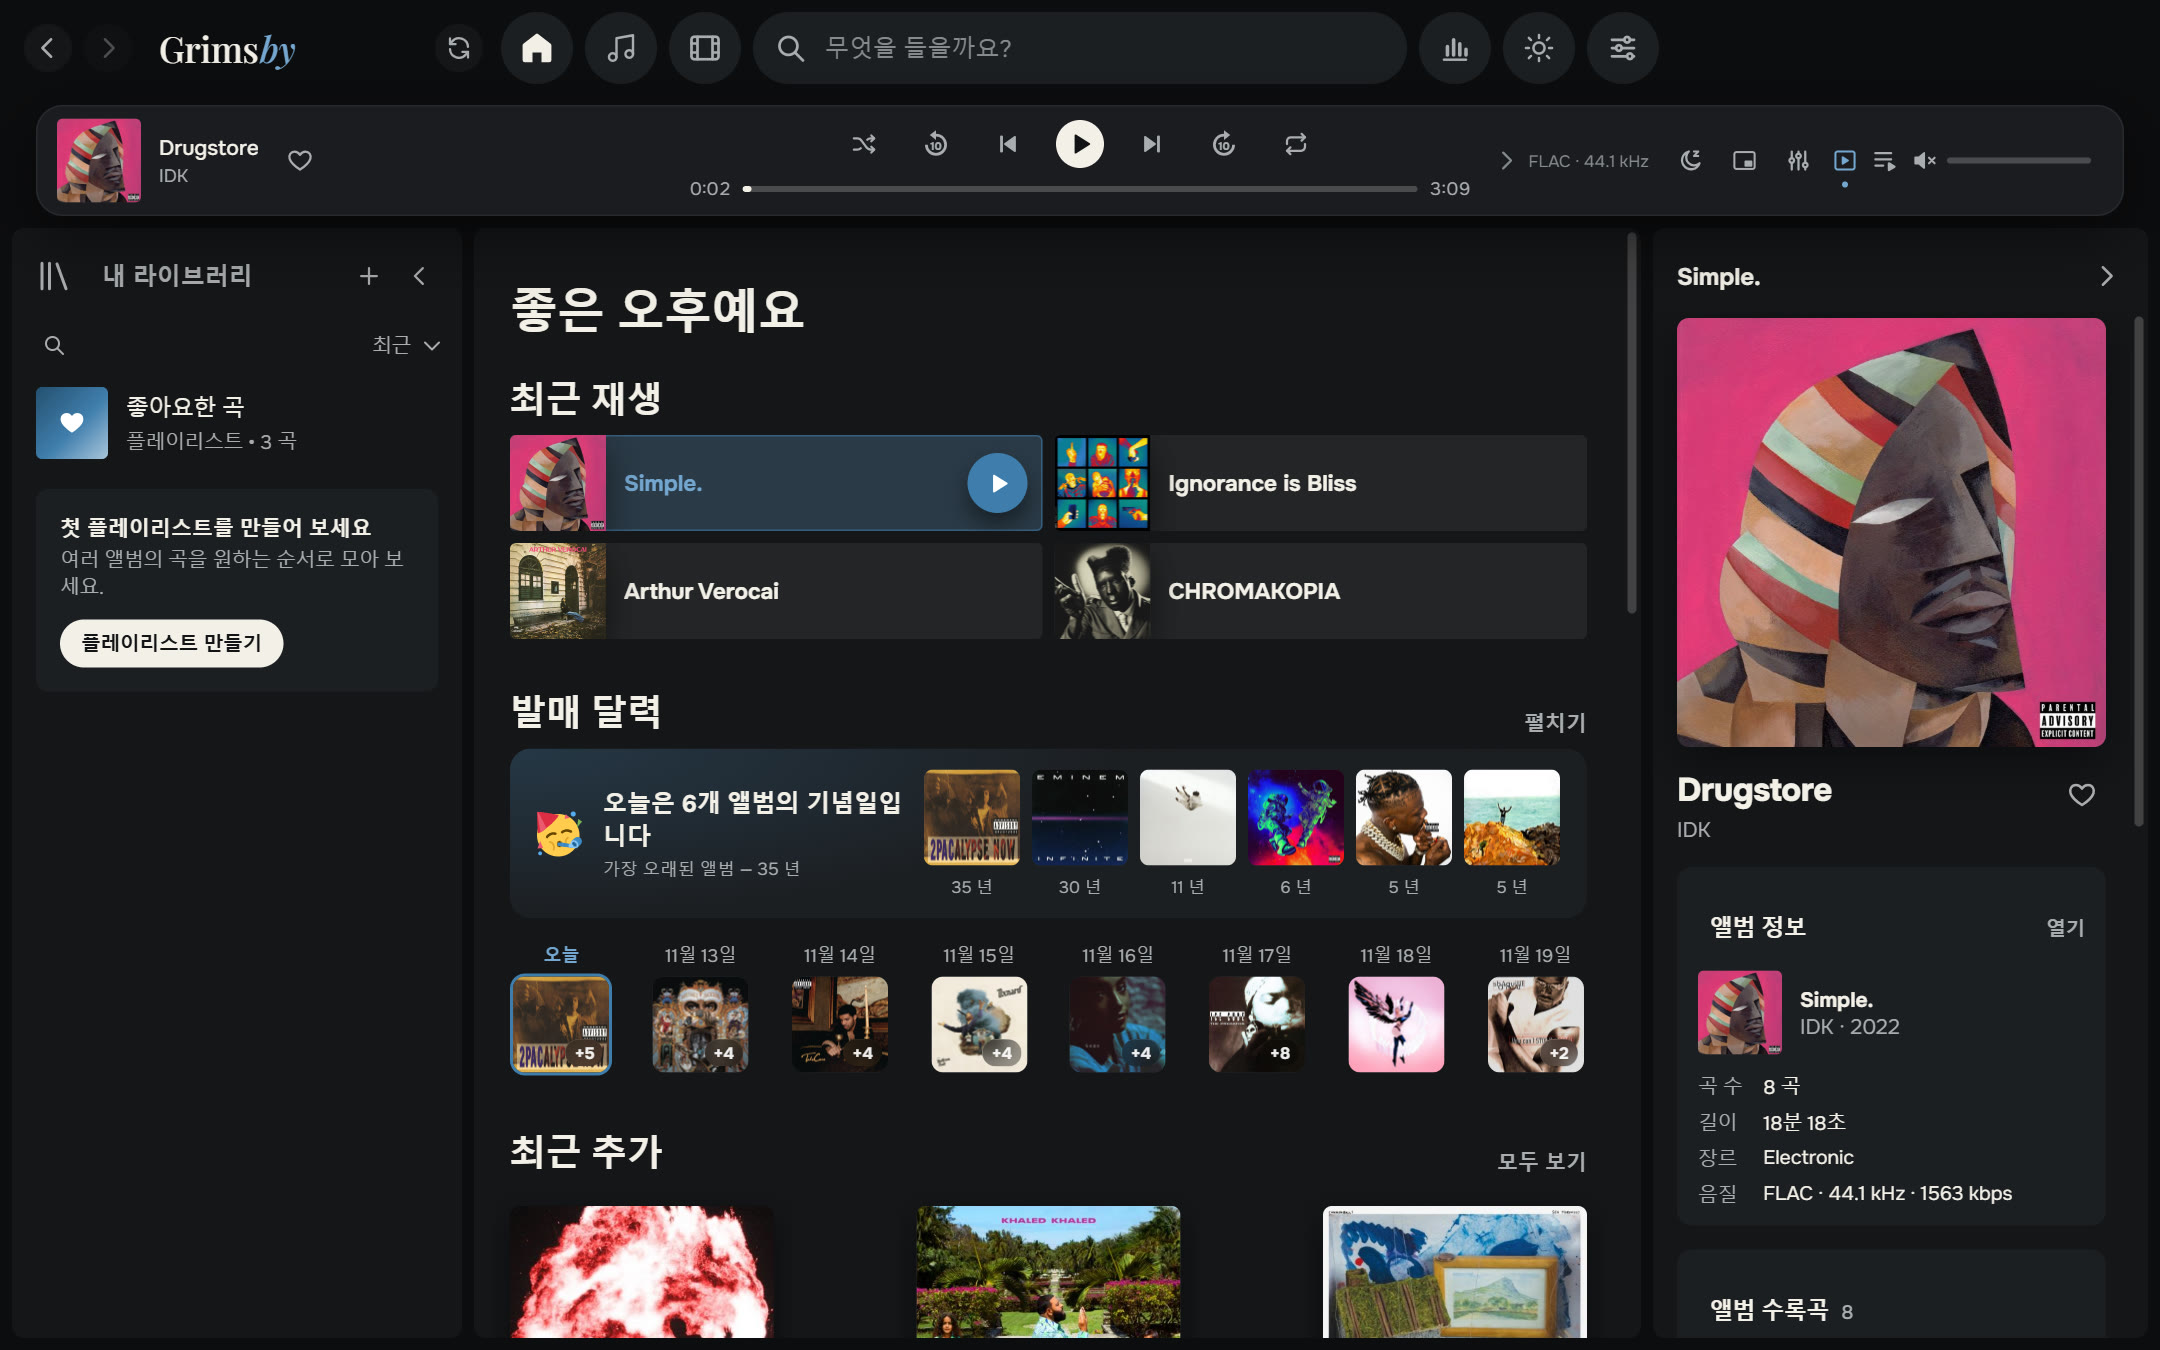 Grimsby
무엇을 들을까요?
Drugstore
IDK
10
10
0:02
3:09
FLAC · 44.1 kHz
내 라이브러리
최근
좋아요한 곡
플레이리스트 • 3 곡
첫 플레이리스트를 만들어 보세요
여러 앨범의 곡을 원하는 순서로 모아 보
세요.
플레이리스트 만들기
좋은 오후예요
최근 재생
Simple.
Ignorance is Bliss
Arthur Verocai
CHROMAKOPIA
발매 달력
펼치기
오늘은 6개 앨범의 기념일입
니다
가장 오래된 앨범 – 35 년
2PACALYPSE NOW
EMINEM
INFINITE
35 년
30 년
11 년
6 년
5 년
5 년
오늘
11월 13일
11월 14일
11월 15일
11월 16일
11월 17일
11월 18일
11월 19일
+5
+4
+4
+4
+4
+8
+2
최근 추가
모두 보기
KHALED KHALED
Simple.
PARENTAL
ADVISORY
EXPLICIT CONTENT
Drugstore
IDK
앨범 정보
열기
Simple.
IDK · 2022
곡 수
8 곡
길이
18분 18초
장르
Electronic
음질
FLAC · 44.1 kHz · 1563 kbps
앨범 수록곡 8